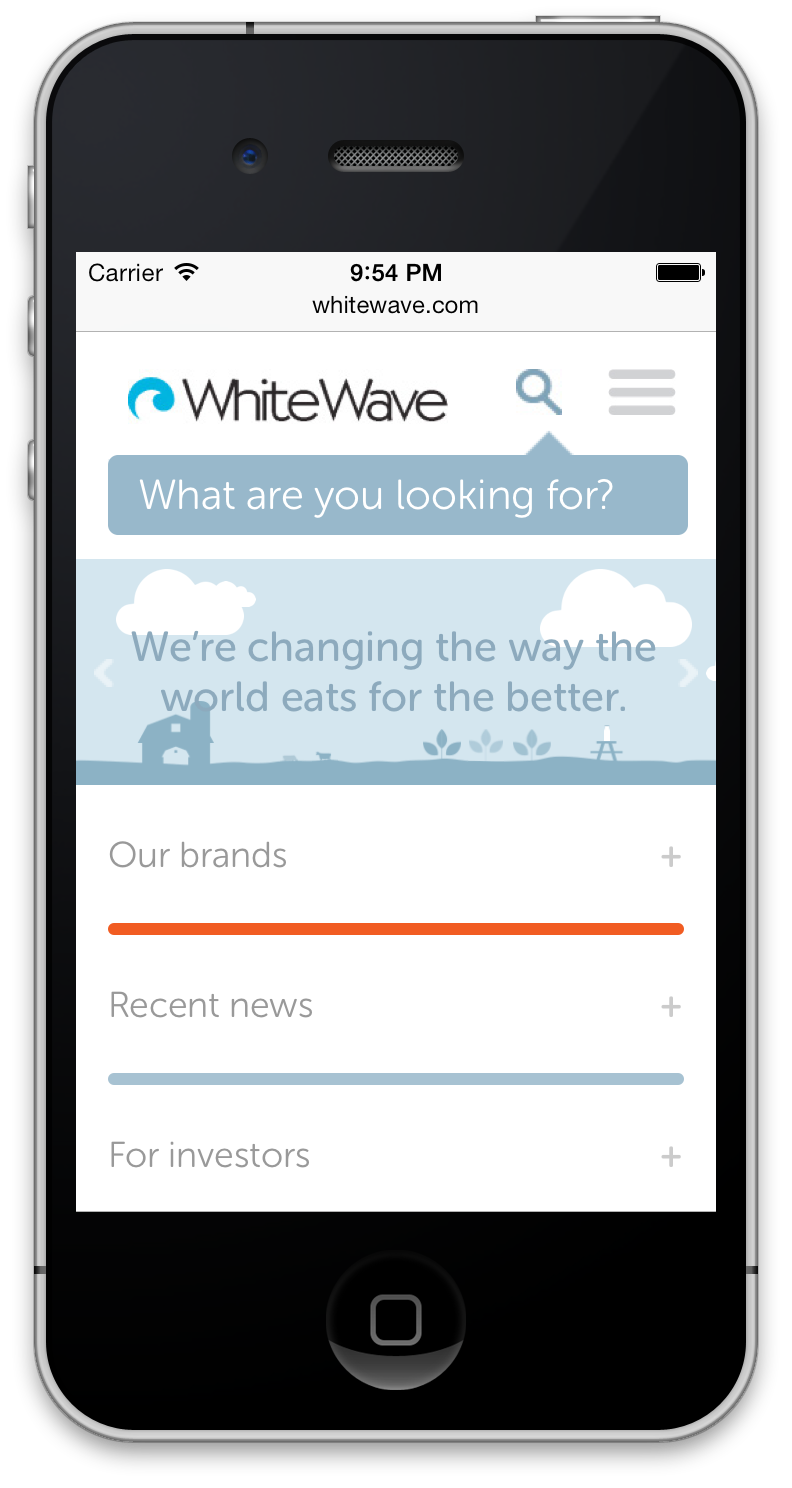 Carrier 9:54 PM
whitewave.com
WhiteWave
What are you looking for?
We’re changing the way the
world eats for the better.
Our brands +
Recent news +
For investors +